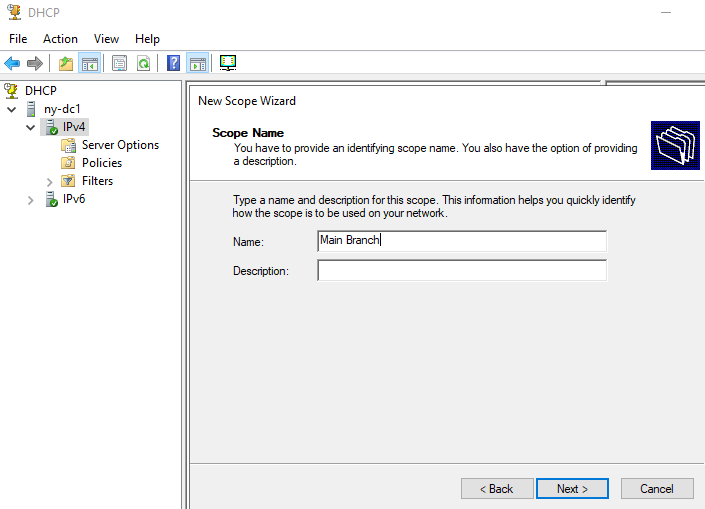 DHCP
File Action View Help
DHCP
ny-dc1
IPv4
Server Options
Policies
Filters
IPv6
New Scope Wizard
Scope Name
You have to provide an identifying scope name. You also have the option of providing
a description.
Type a name and description for this scope. This information helps you quickly identify
how the scope is to be used on your network.
Name: Main Branch
Description:
< Back Next > Cancel